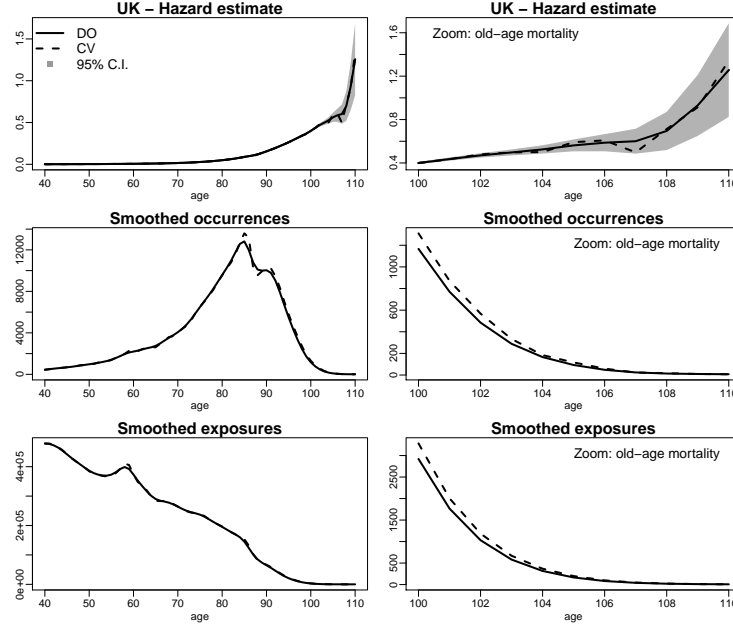 UK – Hazard estimate
DO
CV
95% C.I.
0.0 0.5 1.0 1.5
40 50 60 70 80 90 100 110
age
UK – Hazard estimate
Zoom: old−age mortality
0.4 0.8 1.2 1.6
100 102 104 106 108 110
age
Smoothed occurrences
0 4000 8000 12000
40 50 60 70 80 90 100 110
age
Smoothed occurrences
Zoom: old−age mortality
0 200 600 1000
100 102 104 106 108 110
age
Smoothed exposures
0e+00 2e+05 4e+05
40 50 60 70 80 90 100 110
age
Smoothed exposures
Zoom: old−age mortality
0 500 1500 2500
100 102 104 106 108 110
age